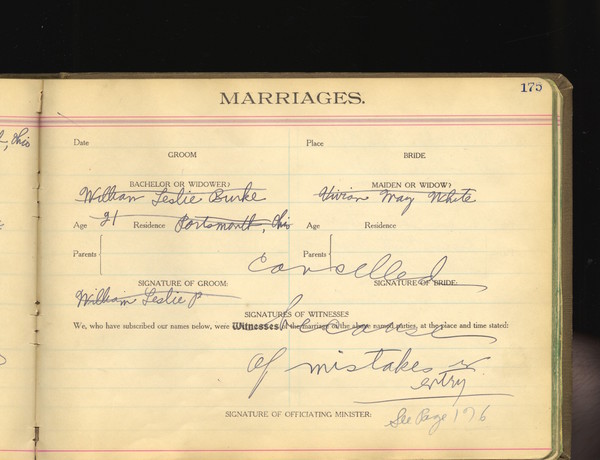 175
MARRIAGES.
Ohio
Date Place
GROOM BRIDE
BACHELOR OR WIDOWER? MAIDEN OR WIDOW?
William Leslie Burke Vivian May White
Age 21 Residence Portsmouth, Ohio Age Residence
Parents Parents
Cancelled
SIGNATURE OF GROOM: SIGNATURE OF BRIDE:
William Leslie P
SIGNATURES OF WITNESSES
We, who have subscribed our names below, were Witnesses of the marriage of the above named parties, at the place and time stated:
because
of mistakes in
entry
SIGNATURE OF OFFICIATING MINISTER: See Page 176